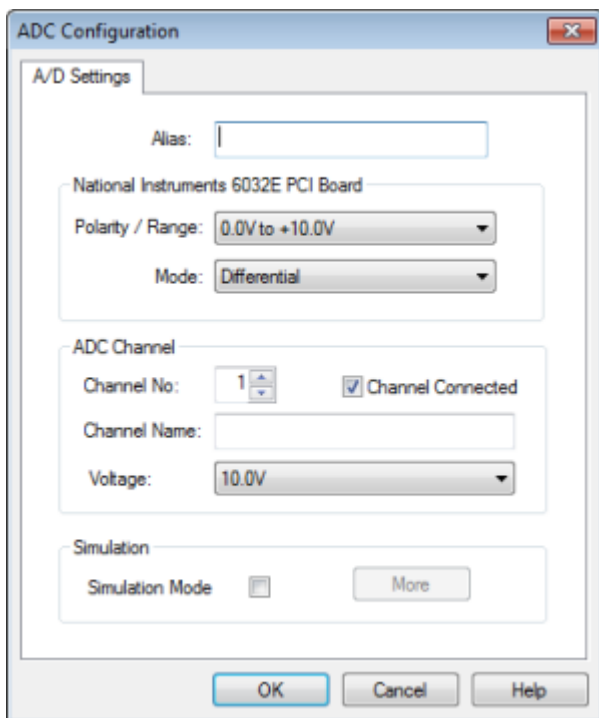 ADC Configuration
A/D Settings
Alias:
National Instruments 6032E PCI Board
Polarity / Range: 0.0V to +10.0V
Mode: Differential
ADC Channel
Channel No: 1 Channel Connected
Channel Name:
Voltage: 10.0V
Simulation
Simulation Mode More
OK Cancel Help